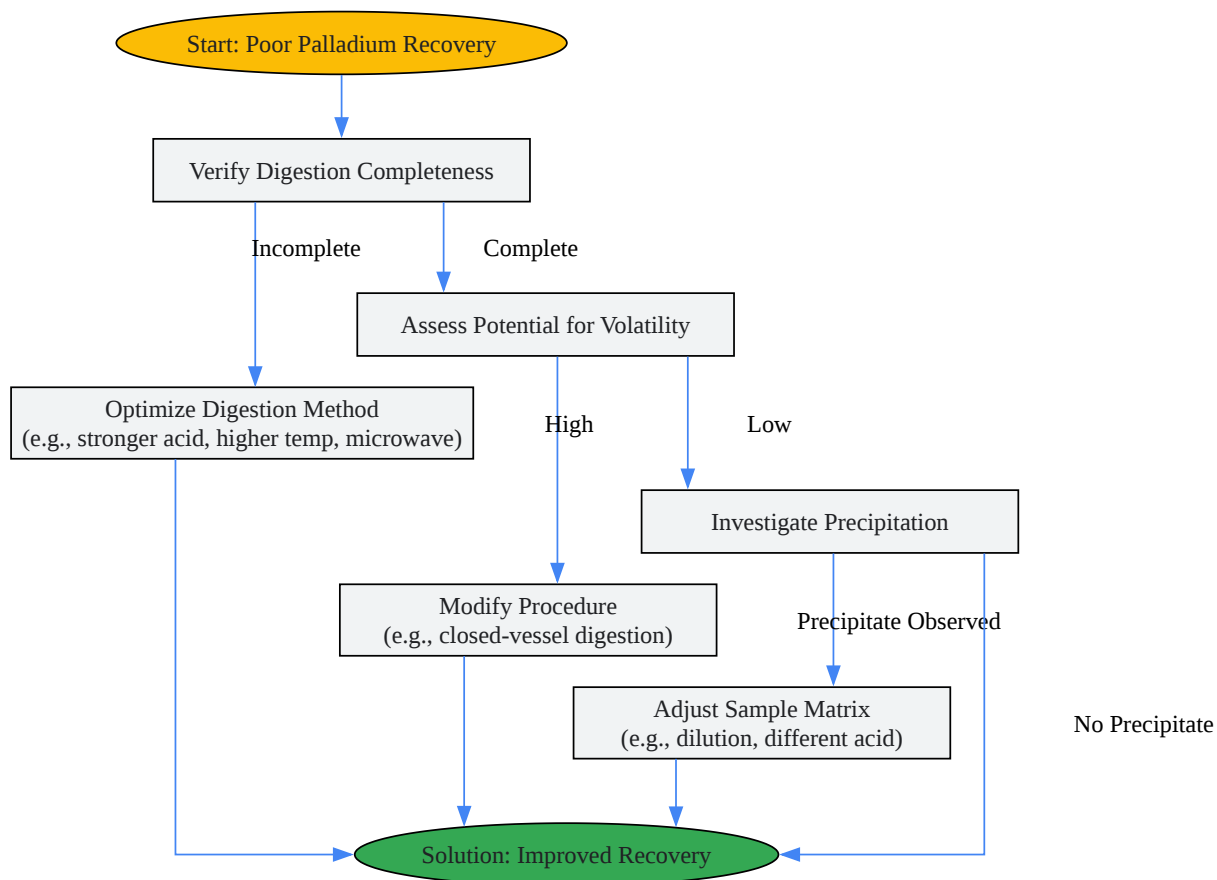 Start: Poor Palladium Recovery
Verify Digestion Completeness
Incomplete
Complete
Assess Potential for Volatility
Optimize Digestion Method
(e.g., stronger acid, higher temp, microwave)
High
Low
Investigate Precipitation
Modify Procedure
(e.g., closed-vessel digestion)
Precipitate Observed
Adjust Sample Matrix
(e.g., dilution, different acid)
No Precipitate
Solution: Improved Recovery